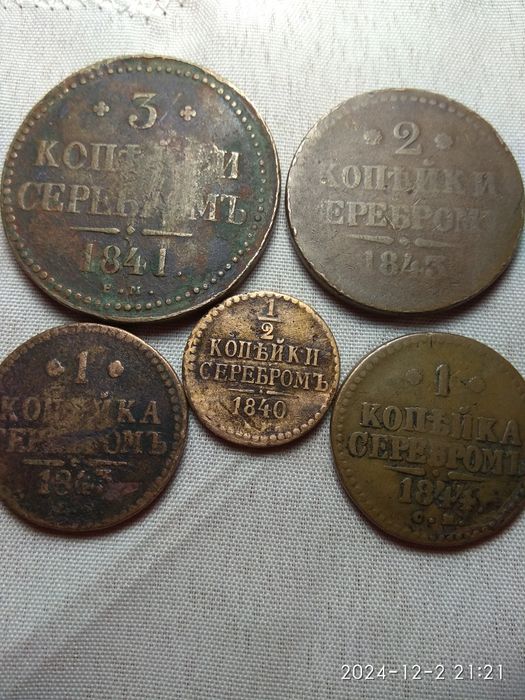 3
КОПѢЙКИ
СЕРЕБРОМЪ
1841.
Е.М.
2
КОПѢЙКИ
СЕРЕБРОМЪ
1843
1
КОПѢЙКА
СЕРЕБРОМЪ
1/2
КОПѢЙКИ
СЕРЕБРОМЪ
1840
1
КОПѢЙКА
СЕРЕБРОМЪ
2024-12-2 21:21